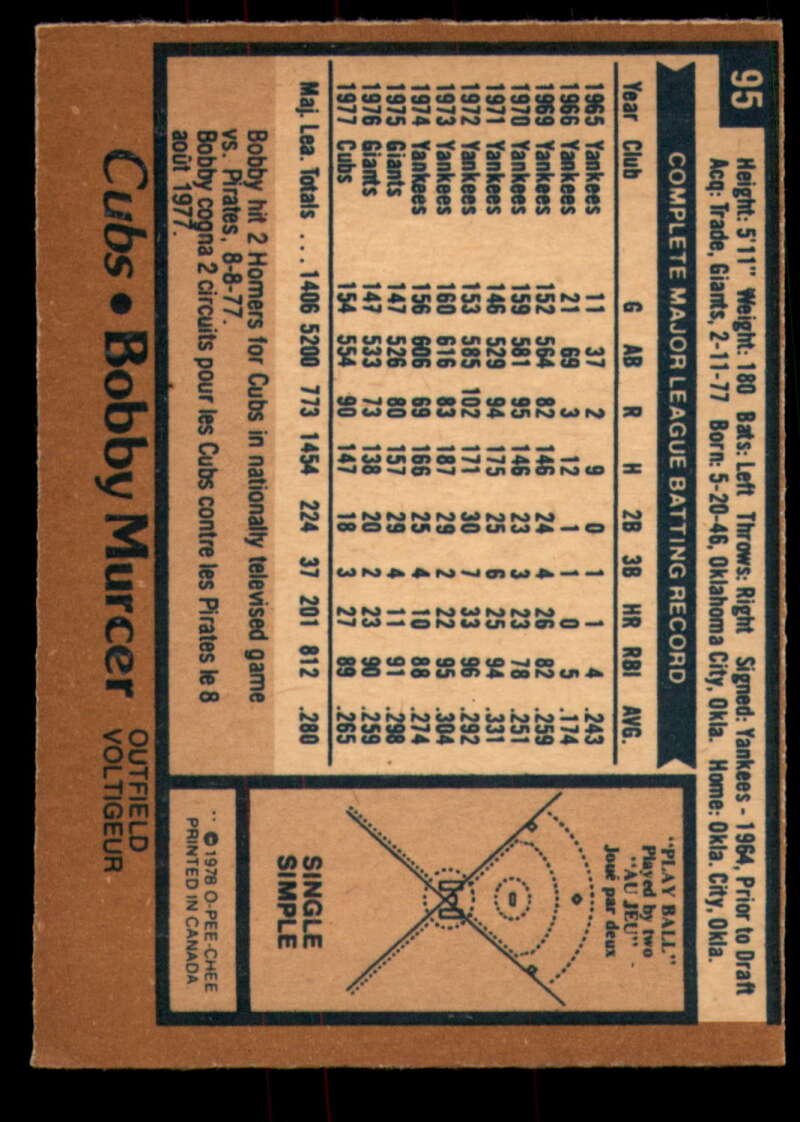 95
Height: 5'11" Weight: 180 Bats: Left Throws: Right Signed: Yankees - 1964, Prior to Draft
Acq: Trade, Giants, 2-11-77 Born: 5-20-46, Oklahoma City, Okla. Home: Okla. City, Okla.
COMPLETE MAJOR LEAGUE BATTING RECORD
Year Club G AB R H 2B 3B HR RBI AVG.
1965 Yankees 11 37 2 9 0 1 1 4 .243
1966 Yankees 21 69 3 12 1 1 0 5 .174
1969 Yankees 152 564 82 146 24 4 26 82 .259
1970 Yankees 159 581 95 146 23 3 23 78 .251
1971 Yankees 146 529 94 175 25 6 25 94 .331
1972 Yankees 153 585 102 171 30 7 33 96 .292
1973 Yankees 160 616 83 187 29 2 22 95 .304
1974 Yankees 156 606 69 166 25 4 10 88 .274
1975 Giants 147 526 80 157 29 4 11 91 .298
1976 Giants 147 533 73 138 20 2 23 90 .259
1977 Cubs 154 554 90 147 18 3 27 89 .265
Maj. Lea. Totals ... 1406 5200 773 1454 224 37 201 812 .280
Bobby hit 2 Homers for Cubs in nationally televised game
vs. Pirates, 8-8-77.
Bobby cogna 2 circuits pour les Cubs contre les Pirates le 8
août 1977.
"PLAY BALL"
Played by two
"AU JEU"
Joué par deux
SINGLE
SIMPLE
© 1978 O-PEE-CHEE
PRINTED IN CANADA
Cubs • Bobby Murcer OUTFIELD
VOLTIGEUR